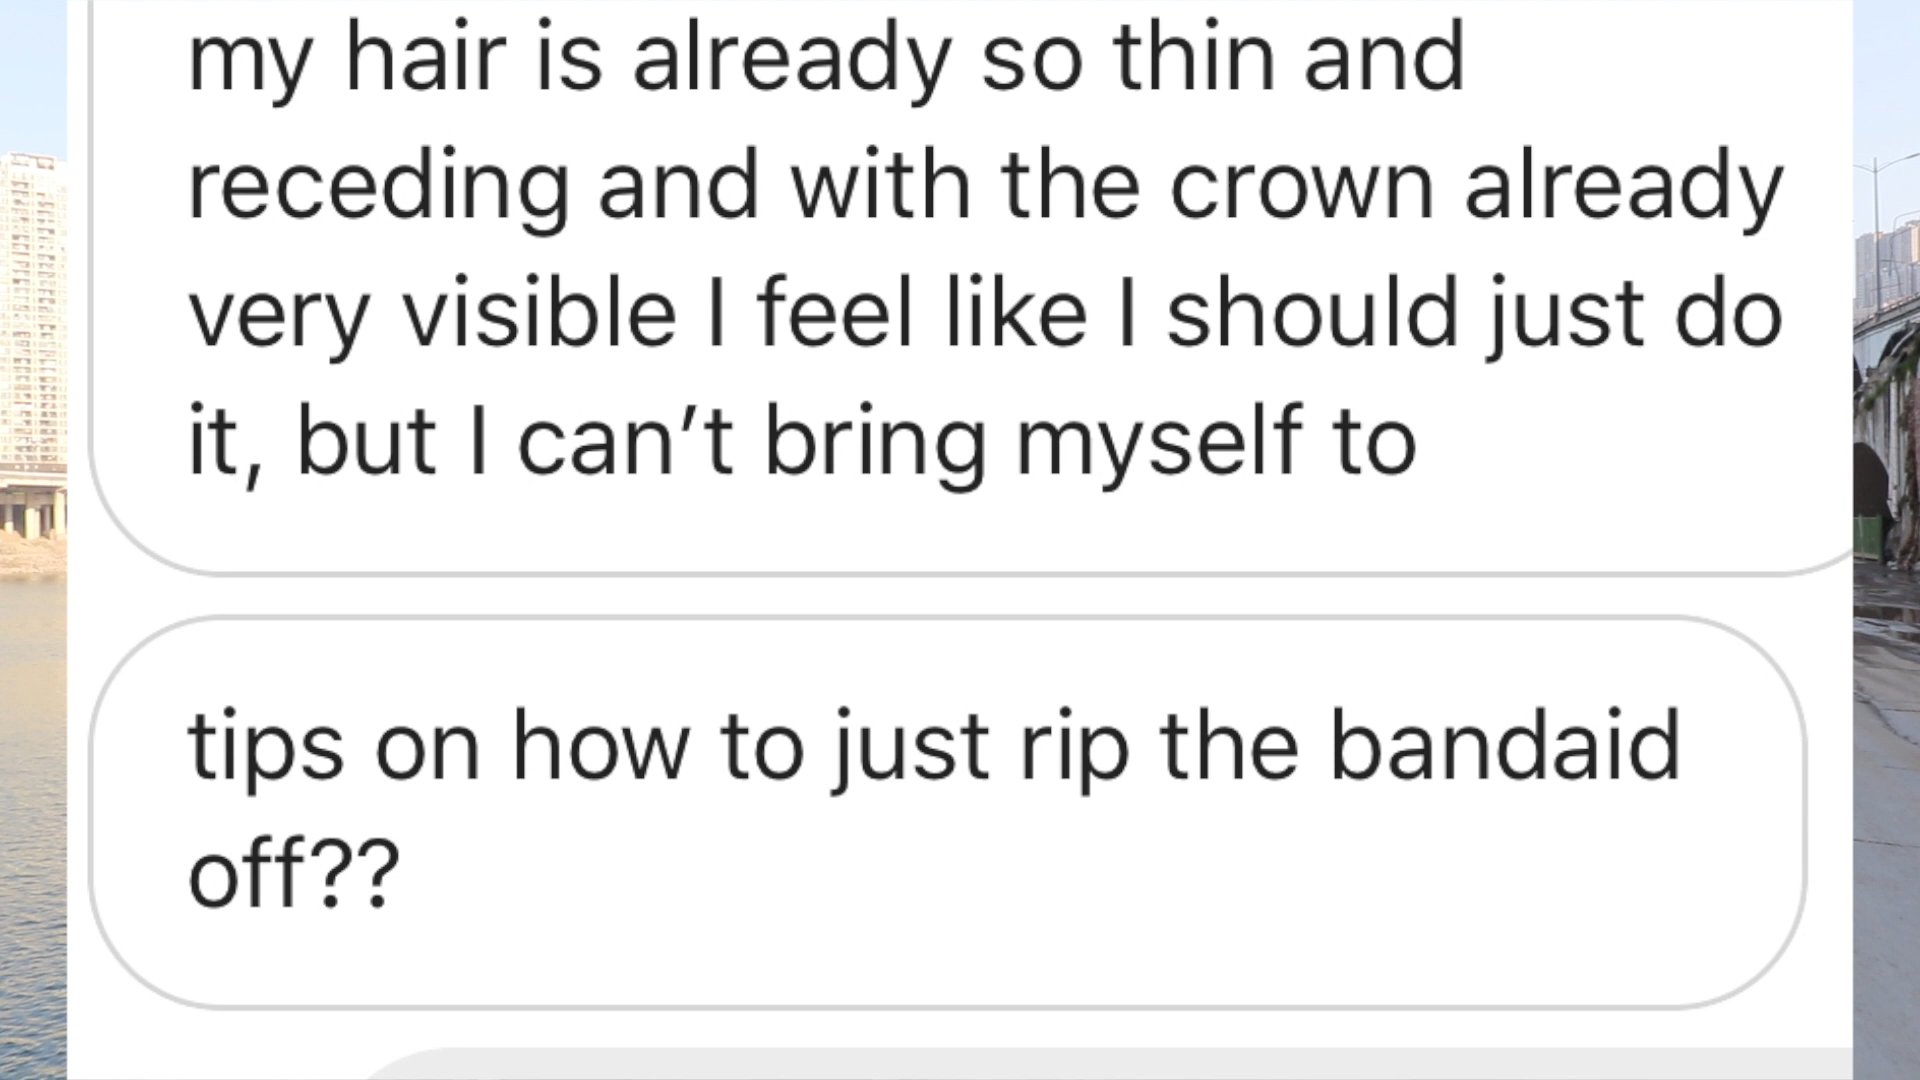 my hair is already so thin and
receding and with the crown already
very visible I feel like I should just do
it, but I can’t bring myself to
tips on how to just rip the bandaid
off??